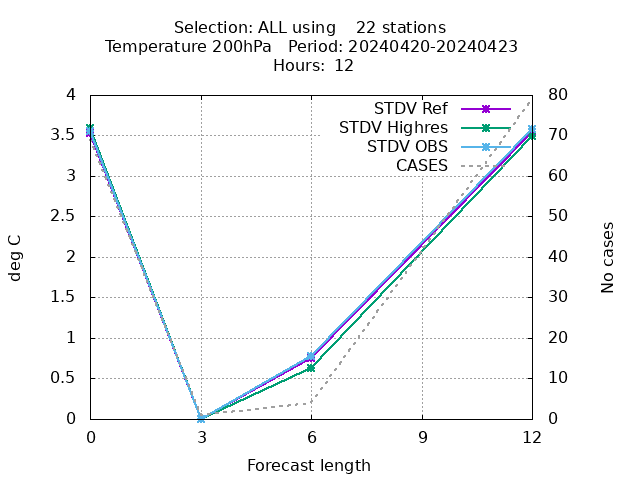 Selection: ALL using    22 stations
Temperature 200hPa   Period: 20240420-20240423
Hours: 12
4
3.5
3
2.5
2
1.5
1
0.5
0
deg C
STDV Ref
STDV Highres
STDV OBS
CASES
80
70
60
50
40
30
20
10
0
No cases
0
3
6
9
12
Forecast length